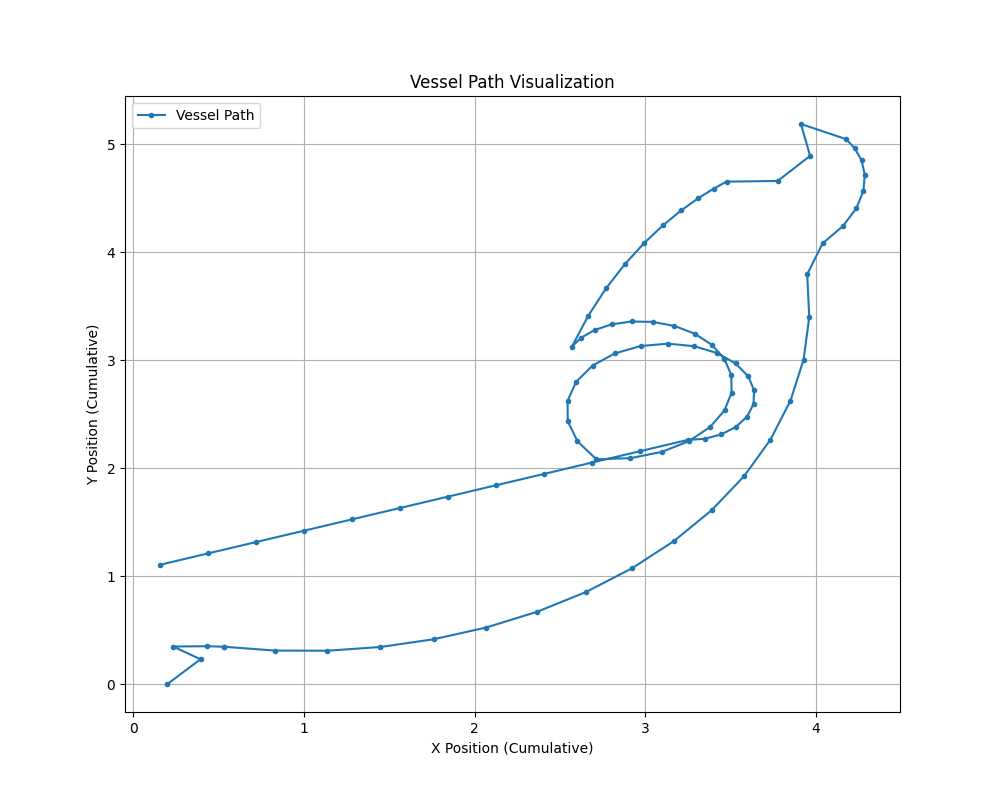 Vessel Path Visualization
Vessel Path
Y Position (Cumulative)
5
4
3
2
1
0
0 1 2 3 4
X Position (Cumulative)